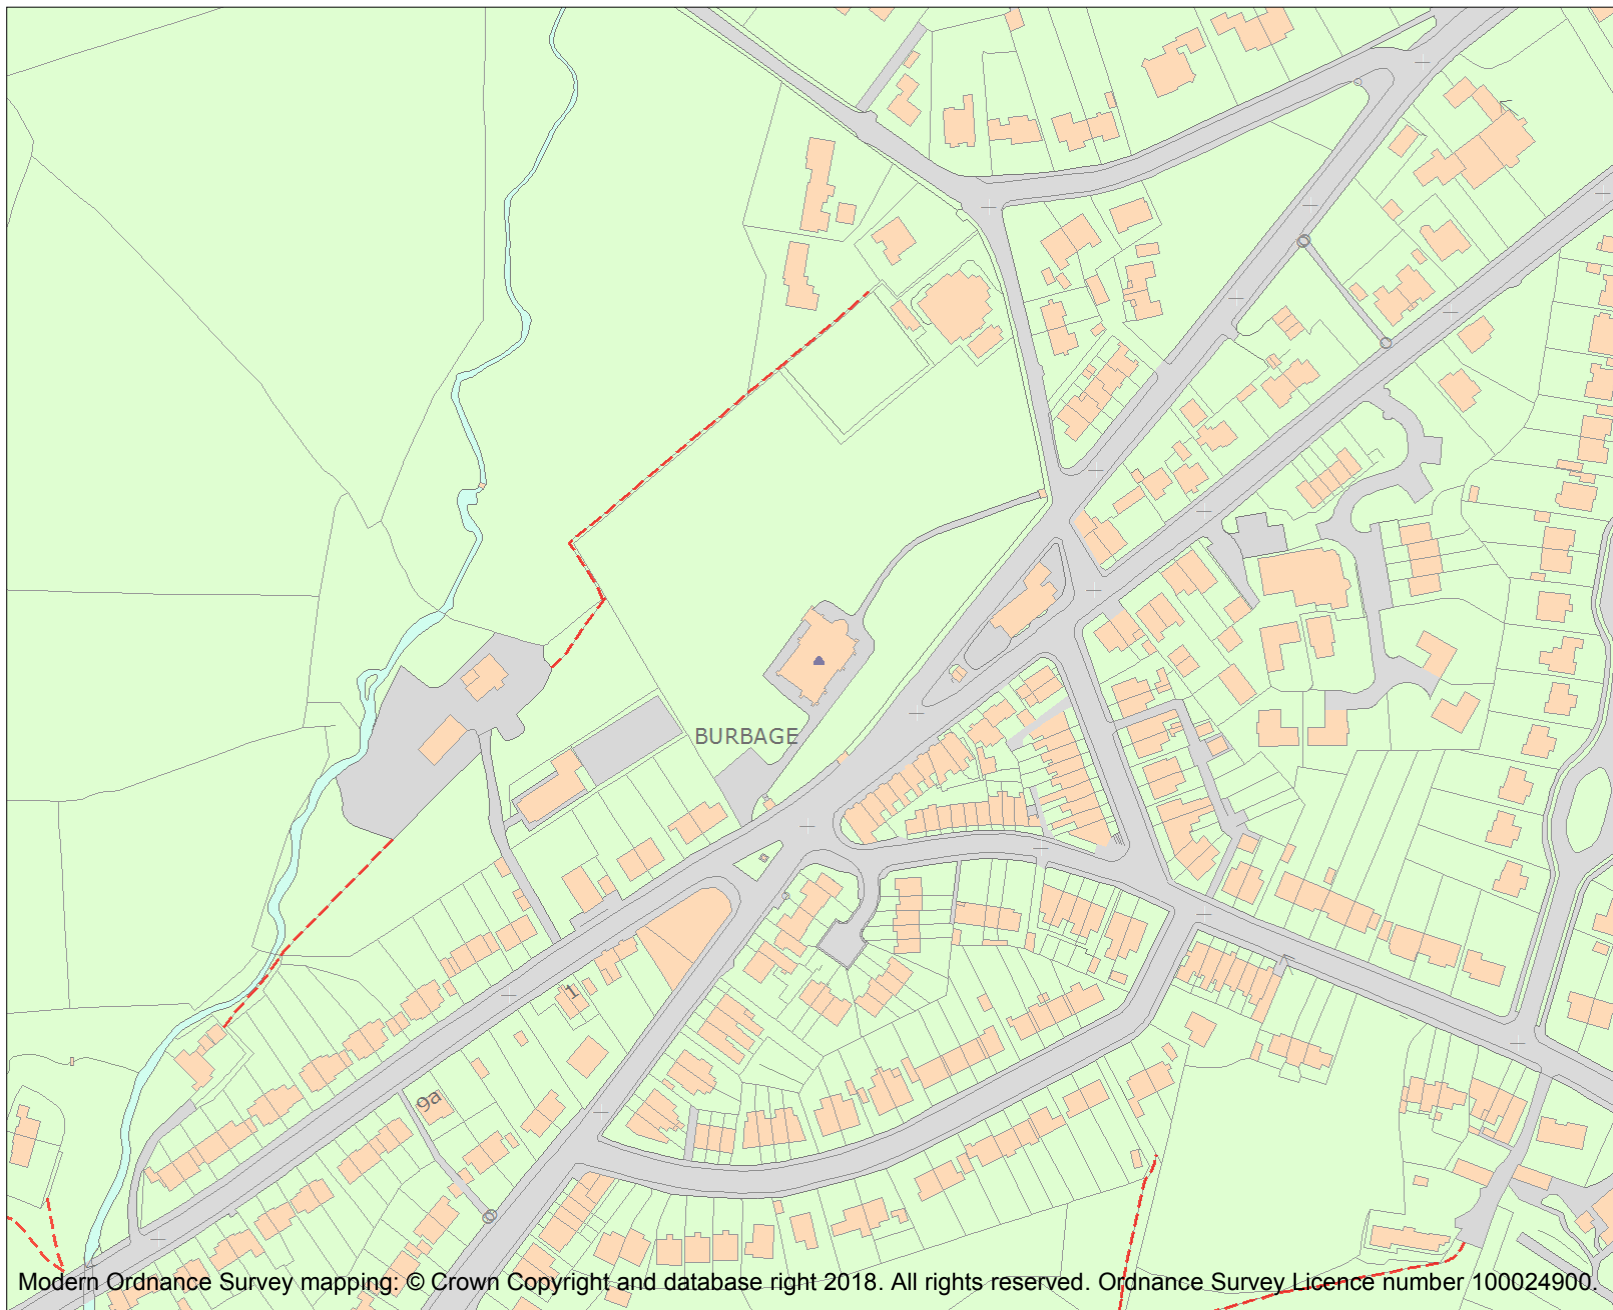 BURBAGE
1
9a
Modern Ordnance Survey mapping: © Crown Copyright and database right 2018. All rights reserved. Ordnance Survey Licence number 100024900.